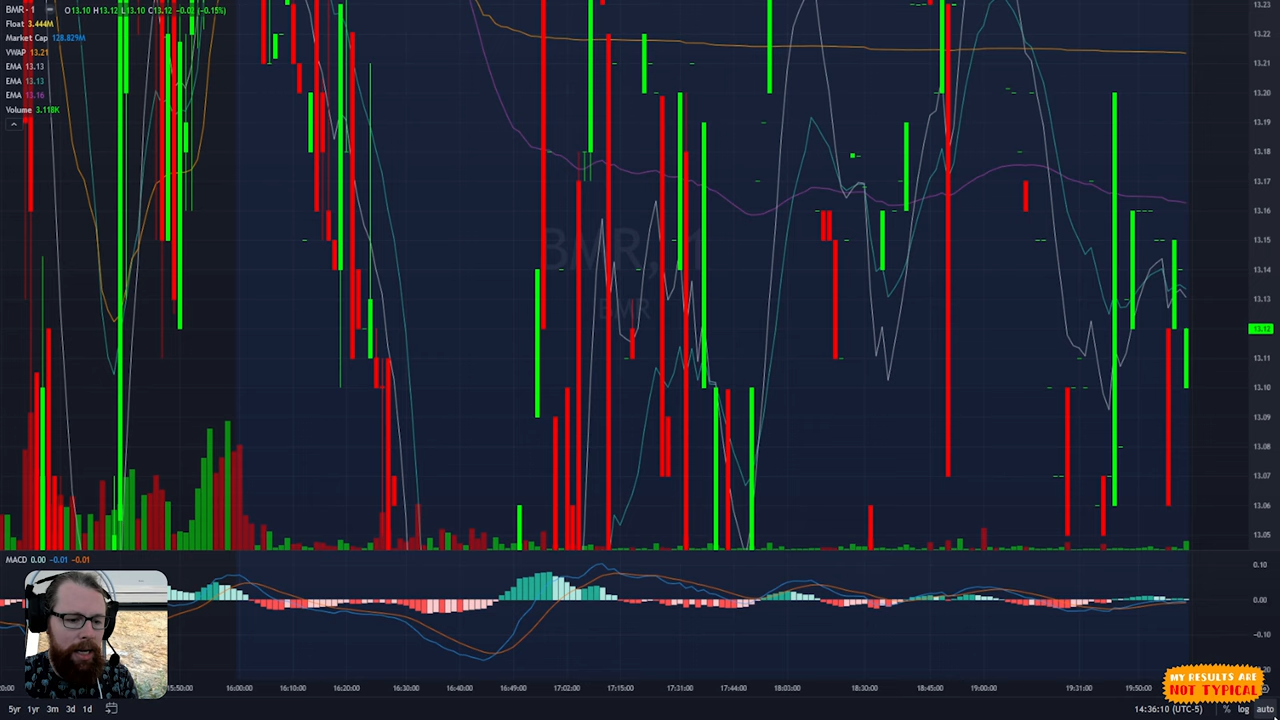 BMR · 1 O13.10 H13.12 L13.10 C13.12 -0.02 (-0.15%)
Float 3.444M
Market Cap 128.829M
VWAP 13.21
EMA 13.13
EMA 13.13
EMA 13.16
Volume 3.118K
BMR, 1
BMR
13.23
13.22
13.21
13.20
13.19
13.18
13.17
13.16
13.15
13.14
13.13
13.12
13.10
13.09
13.08
13.07
13.06
13.05
MACD 0.00 -0.01 -0.01
0.10
0.00
-0.10
15:50:00 16:00:00 16:10:00 16:20:00 16:30:00 16:40:00 16:49:00 17:02:00 17:15:00 17:31:00 17:44:00 18:03:00 18:30:00 18:45:00 19:00:00 19:31:00 19:50:00
MY RESULTS ARE
NOT TYPICAL
5yr 1yr 3m 3d 1d 14:36:10 (UTC-5) % log auto